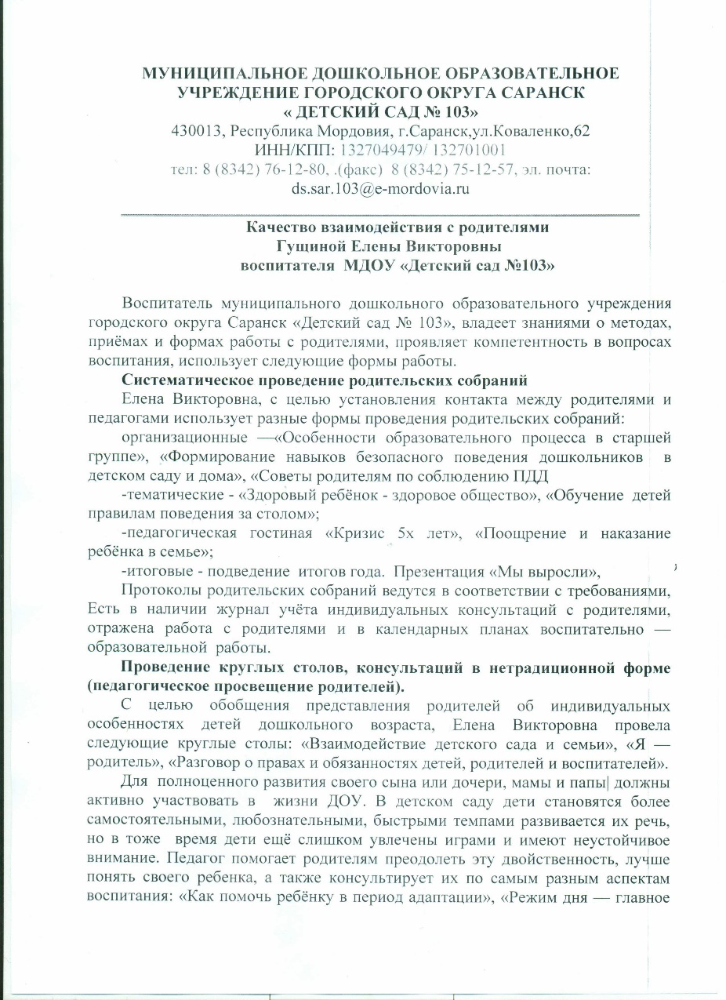 МУНИЦИПАЛЬНОЕ ДОШКОЛЬНОЕ ОБРАЗОВАТЕЛЬНОЕ
УЧРЕЖДЕНИЕ ГОРОДСКОГО ОКРУГА САРАНСК
« ДЕТСКИЙ САД № 103»
430013, Республика Мордовия, г.Саранск,ул.Коваленко,62
ИНН/КПП: 1327049479/ 132701001
тел: 8 (8342) 76-12-80, .(факс) 8 (8342) 75-12-57, эл. почта:
ds.sar.103@e-mordovia.ru
Качество взаимодействия с родителями
Гущиной Елены Викторовны
воспитателя МДОУ «Детский сад №103»
Воспитатель муниципального дошкольного образовательного учреждения
городского округа Саранск «Детский сад № 103», владеет знаниями о методах,
приёмах и формах работы с родителями, проявляет компетентность в вопросах
воспитания, использует следующие формы работы.
Систематическое проведение родительских собраний
Елена Викторовна, с целью установления контакта между родителями и
педагогами использует разные формы проведения родительских собраний:
организационные —«Особенности образовательного процесса в старшей
группе», «Формирование навыков безопасного поведения дошкольников в
детском саду и дома», «Советы родителям по соблюдению ПДД
-тематические - «Здоровый ребёнок - здоровое общество», «Обучение детей
правилам поведения за столом»;
-педагогическая гостиная «Кризис 5х лет», «Поощрение и наказание
ребёнка в семье»;
-итоговые - подведение итогов года. Презентация «Мы выросли»,
Протоколы родительских собраний ведутся в соответствии с требованиями,
Есть в наличии журнал учёта индивидуальных консультаций с родителями,
отражена работа с родителями и в календарных планах воспитательно —
образовательной работы.
Проведение круглых столов, консультаций в нетрадиционной форме
(педагогическое просвещение родителей).
С целью обобщения представления родителей об индивидуальных
особенностях детей дошкольного возраста, Елена Викторовна провела
следующие круглые столы: «Взаимодействие детского сада и семьи», «Я —
родитель», «Разговор о правах и обязанностях детей, родителей и воспитателей».
Для полноценного развития своего сына или дочери, мамы и папы| должны
активно участвовать в жизни ДОУ. В детском саду дети становятся более
самостоятельными, любознательными, быстрыми темпами развивается их речь,
но в тоже время дети ещё слишком увлечены играми и имеют неустойчивое
внимание. Педагог помогает родителям преодолеть эту двойственность, лучше
понять своего ребенка, а также консультирует их по самым разным аспектам
воспитания: «Как помочь ребёнку в период адаптации», «Режим дня — главное